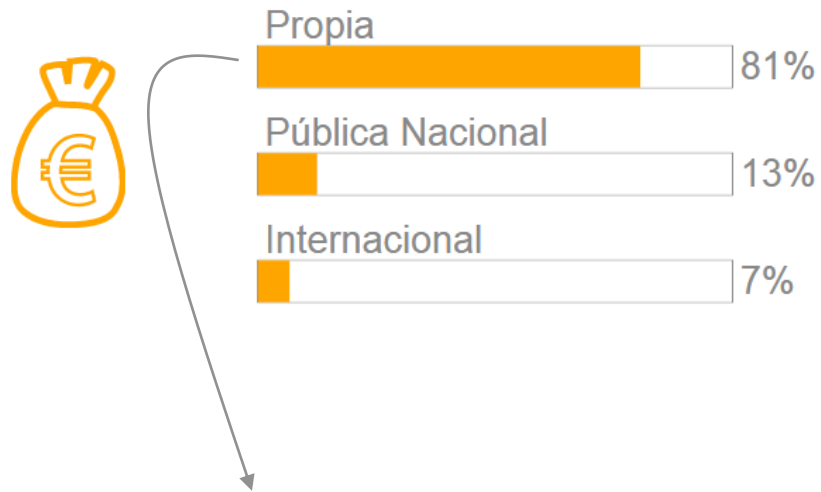 Propia
81%
Pública Nacional
13%
Internacional
7%
€